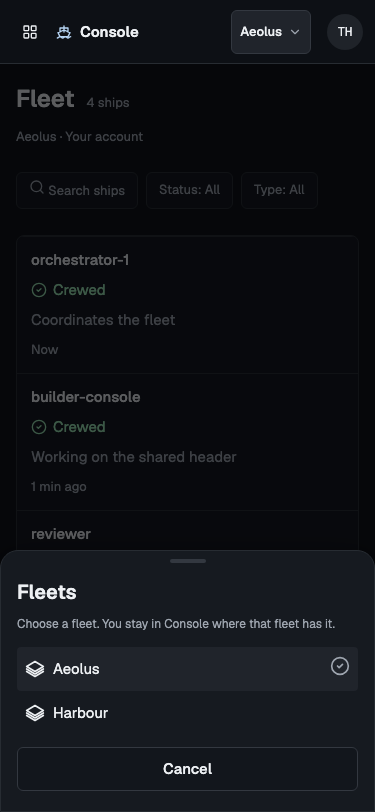 Console
Aeolus
TH
Fleet 4 ships
Aeolus · Your account
Search ships
Status: All
Type: All
orchestrator-1
Crewed
Coordinates the fleet
Now
builder-console
Crewed
Working on the shared header
1 min ago
reviewer
Fleets
Choose a fleet. You stay in Console where that fleet has it.
Aeolus
Harbour
Cancel